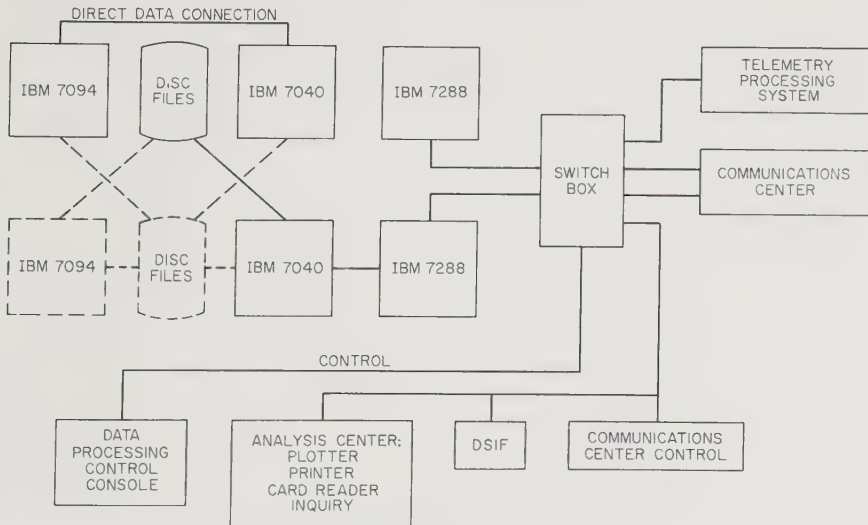 DIRECT DATA CONNECTION
IBM 7094
DISC
FILES
IBM 7040
IBM 7288
SWITCH
BOX
TELEMETRY
PROCESSING
SYSTEM
COMMUNICATIONS
CENTER
IBM 7094
DISC
FILES
IBM 7040
IBM 7288
CONTROL
DATA
PROCESSING
CONTROL
CONSOLE
ANALYSIS CENTER:
PLOTTER
PRINTER
CARD READER
INQUIRY
DSIF
COMMUNICATIONS
CENTER CONTROL